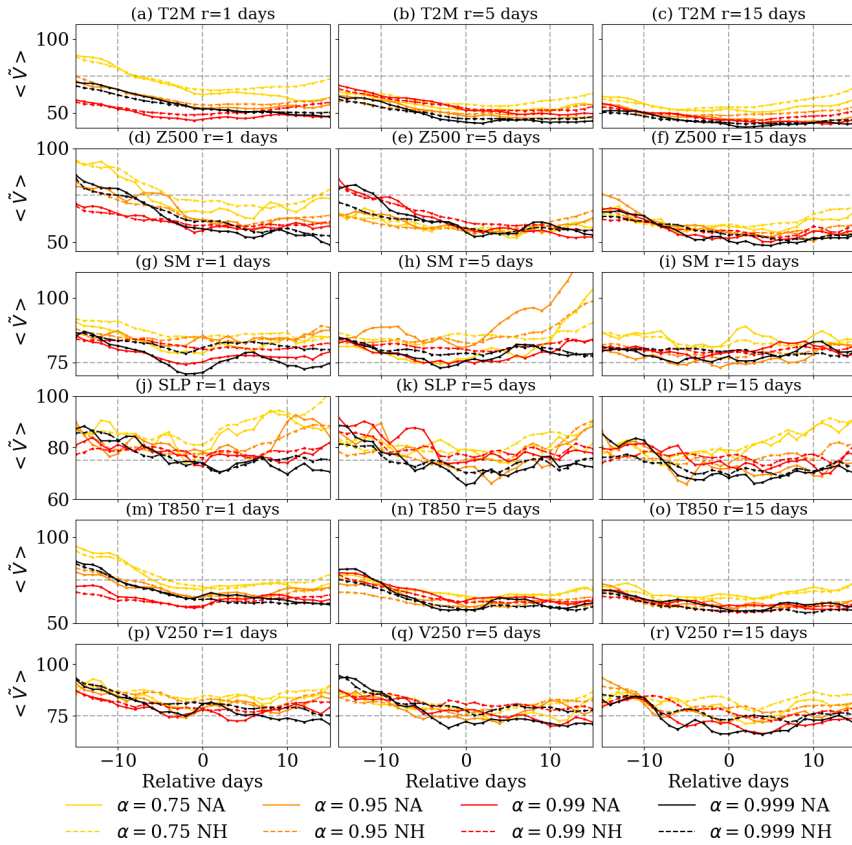 (a) T2M r=1 days (b) T2M r=5 days (c) T2M r=15 days
100
50
< Ṽ >
(d) Z500 r=1 days (e) Z500 r=5 days (f) Z500 r=15 days
100
50
< Ṽ >
(g) SM r=1 days (h) SM r=5 days (i) SM r=15 days
100
75
< Ṽ >
(j) SLP r=1 days (k) SLP r=5 days (l) SLP r=15 days
100
80
60
< Ṽ >
(m) T850 r=1 days (n) T850 r=5 days (o) T850 r=15 days
100
50
< Ṽ >
(p) V250 r=1 days (q) V250 r=5 days (r) V250 r=15 days
100
75
< Ṽ >
−10 0 10 −10 0 10 −10 0 10
Relative days Relative days Relative days
α = 0.75 NA α = 0.95 NA α = 0.99 NA α = 0.999 NA
α = 0.75 NH α = 0.95 NH α = 0.99 NH α = 0.999 NH